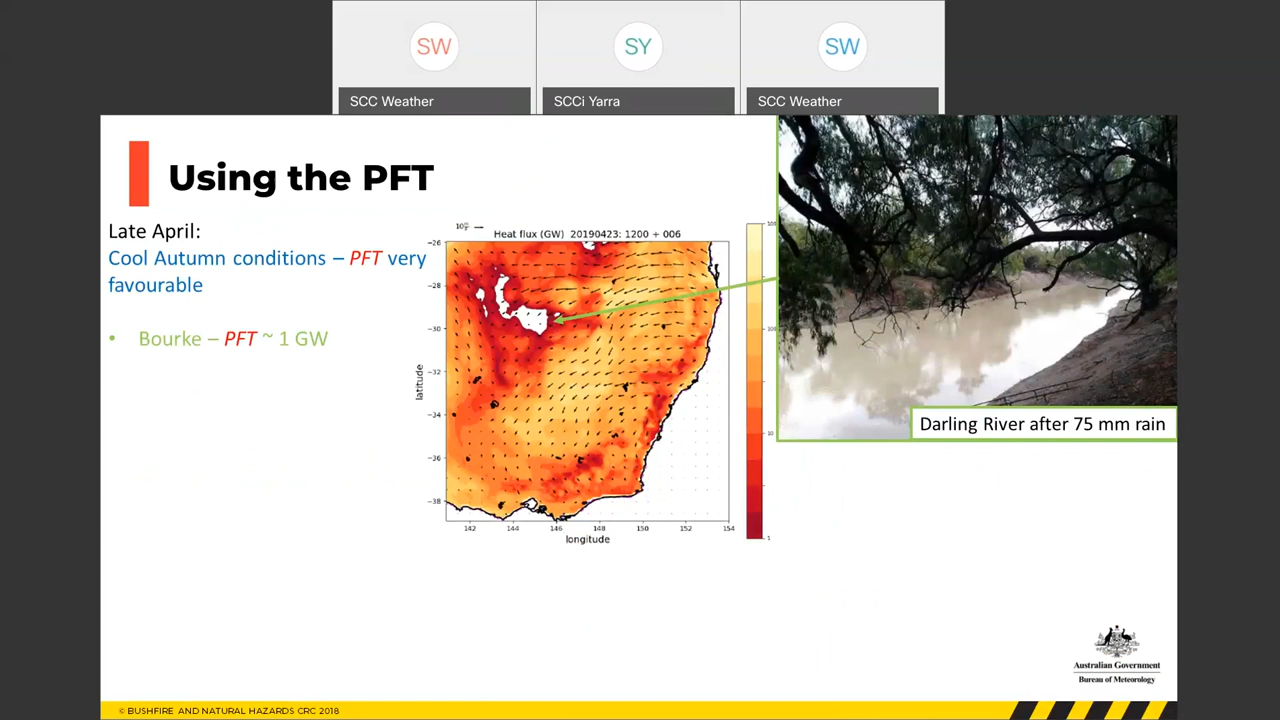 SW
SY
SW
SCC Weather
SCCi Yarra
SCC Weather
Using the PFT
Late April:
Cool Autumn conditions – PFT very
favourable
• Bourke – PFT ~ 1 GW
Heat flux (GW) 20190423: 1200 + 006
−26
−28
−30
−32
−34
−36
−38
latitude
142 144 146 148 150 152 154
longitude
10
1
Darling River after 75 mm rain
Australian Government
Bureau of Meteorology
© BUSHFIRE AND NATURAL HAZARDS CRC 2018